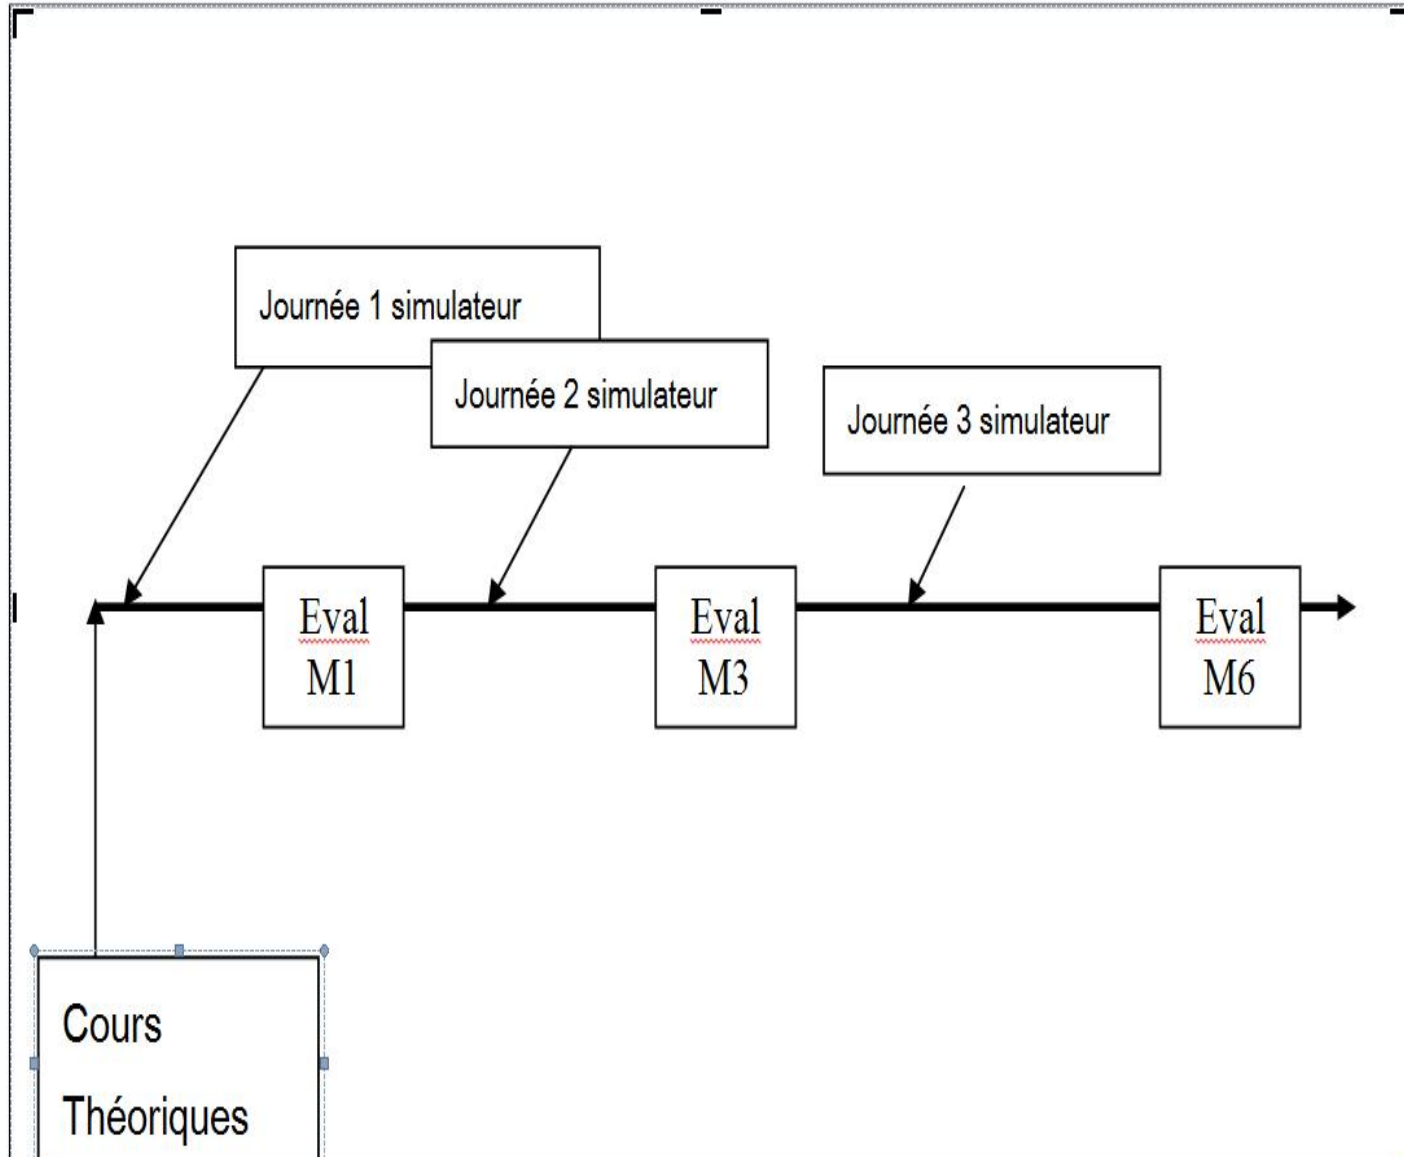 Journée 1 simulateur
Journée 2 simulateur
Journée 3 simulateur
Eval
M1
Eval
M3
Eval
M6
Cours
Théoriques